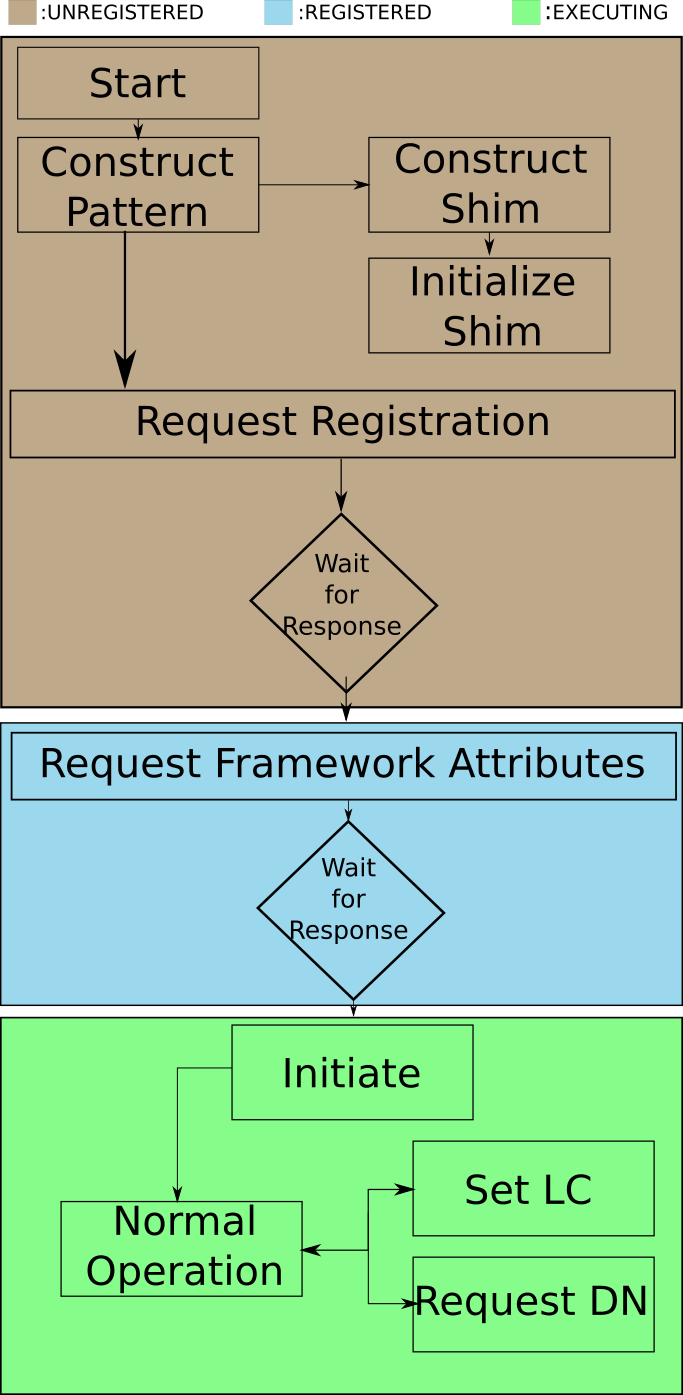 :UNREGISTERED :REGISTERED :EXECUTING
Start
Construct
Pattern
Construct
Shim
Initialize
Shim
Request Registration
Wait
for
Response
Request Framework Attributes
Wait
for
Response
Initiate
Normal
Operation
Set LC
Request DN